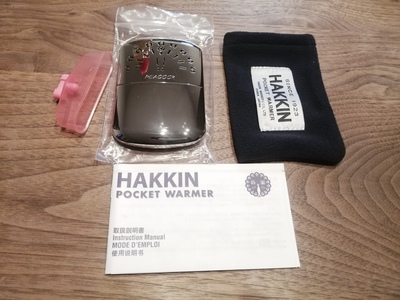 PEACOCK
SINCE 1923
HAKKIN
POCKET WARMER
HAKKIN
POCKET WARMER
取扱説明書
Instruction Manual
MODE D'EMPLOI
使用说明书